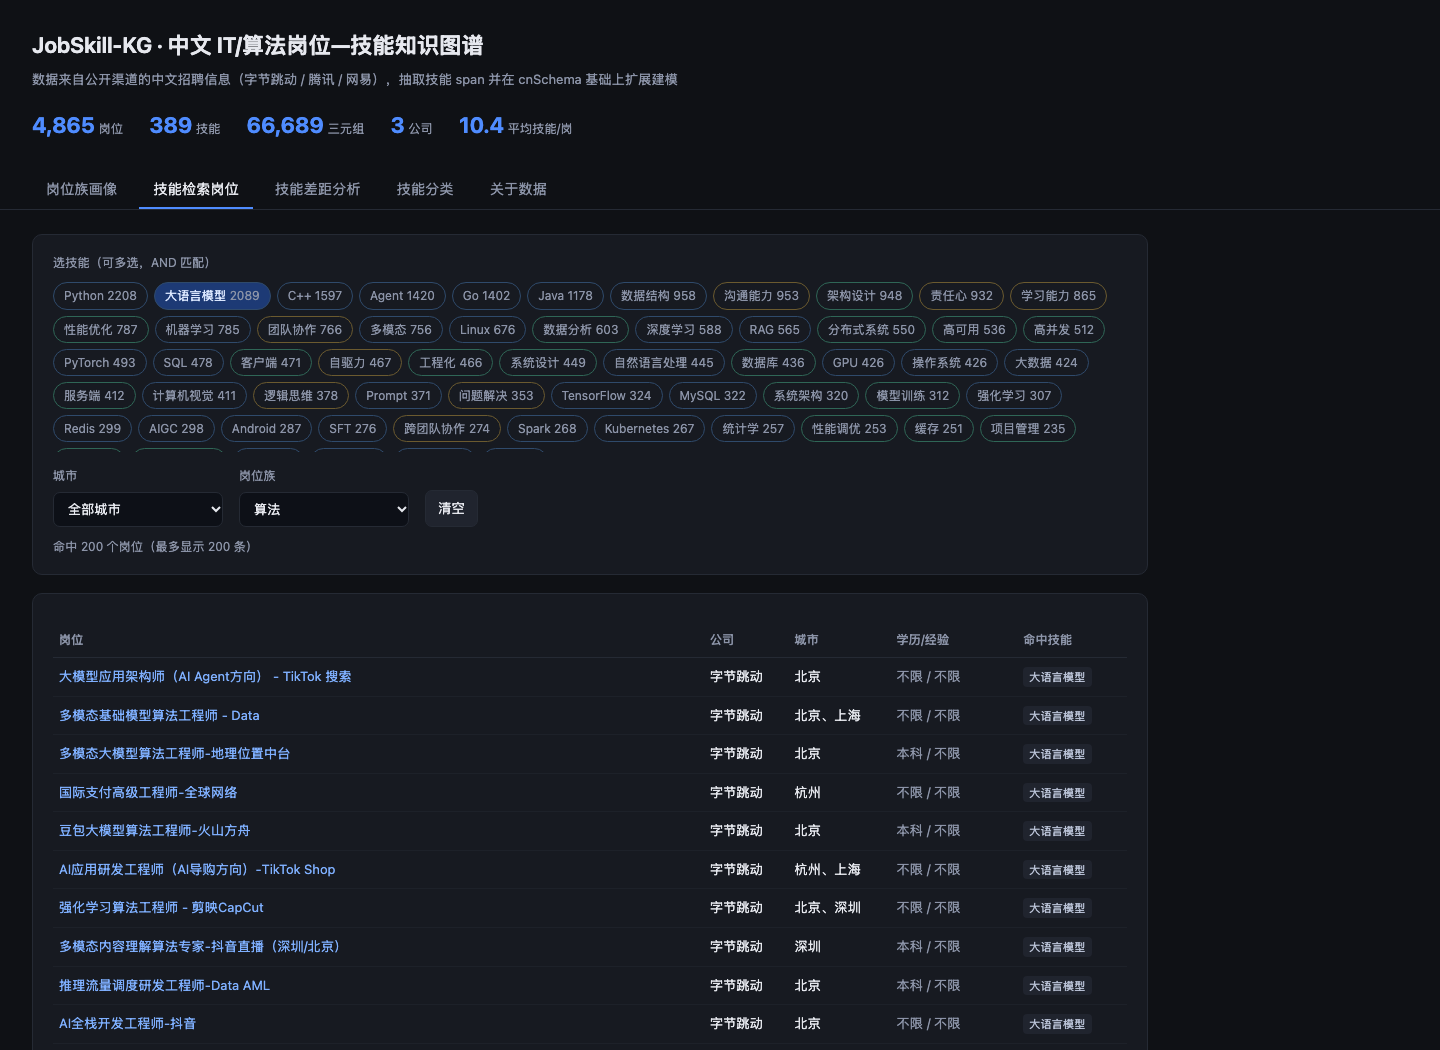 JobSkill-KG · 中文 IT/算法岗位—技能知识图谱
数据来自公开渠道的中文招聘信息（字节跳动 / 腾讯 / 网易），抽取技能 span 并在 cnSchema 基础上扩展建模
4,865 岗位 389 技能 66,689 三元组 3 公司 10.4 平均技能/岗
岗位族画像 技能检索岗位 技能差距分析 技能分类 关于数据
选技能（可多选，AND 匹配）
Python 2208 大语言模型 2089 C++ 1597 Agent 1420 Go 1402 Java 1178 数据结构 958 沟通能力 953 架构设计 948 责任心 932 学习能力 865
性能优化 787 机器学习 785 团队协作 766 多模态 756 Linux 676 数据分析 603 深度学习 588 RAG 565 分布式系统 550 高可用 536 高并发 512
PyTorch 493 SQL 478 客户端 471 自驱力 467 工程化 466 系统设计 449 自然语言处理 445 数据库 436 GPU 426 操作系统 426 大数据 424
服务端 412 计算机视觉 411 逻辑思维 378 Prompt 371 问题解决 353 TensorFlow 324 MySQL 322 系统架构 320 模型训练 312 强化学习 307
Redis 299 AIGC 298 Android 287 SFT 276 跨团队协作 274 Spark 268 Kubernetes 267 统计学 257 性能调优 253 缓存 251 项目管理 235
城市 岗位族
全部城市 算法 清空
命中 200 个岗位（最多显示 200 条）
岗位 公司 城市 学历/经验 命中技能
大模型应用架构师（AI Agent方向） - TikTok 搜索 字节跳动 北京 不限 / 不限 大语言模型
多模态基础模型算法工程师 - Data 字节跳动 北京、上海 不限 / 不限 大语言模型
多模态大模型算法工程师-地理位置中台 字节跳动 北京 本科 / 不限 大语言模型
国际支付高级工程师-全球网络 字节跳动 杭州 不限 / 不限 大语言模型
豆包大模型算法工程师-火山方舟 字节跳动 北京 本科 / 不限 大语言模型
AI应用研发工程师（AI导购方向）-TikTok Shop 字节跳动 杭州、上海 不限 / 不限 大语言模型
强化学习算法工程师 - 剪映CapCut 字节跳动 北京、深圳 不限 / 不限 大语言模型
多模态内容理解算法专家-抖音直播（深圳/北京） 字节跳动 深圳 本科 / 不限 大语言模型
推理流量调度研发工程师-Data AML 字节跳动 北京 本科 / 不限 大语言模型
AI全栈开发工程师-抖音 字节跳动 北京 不限 / 不限 大语言模型